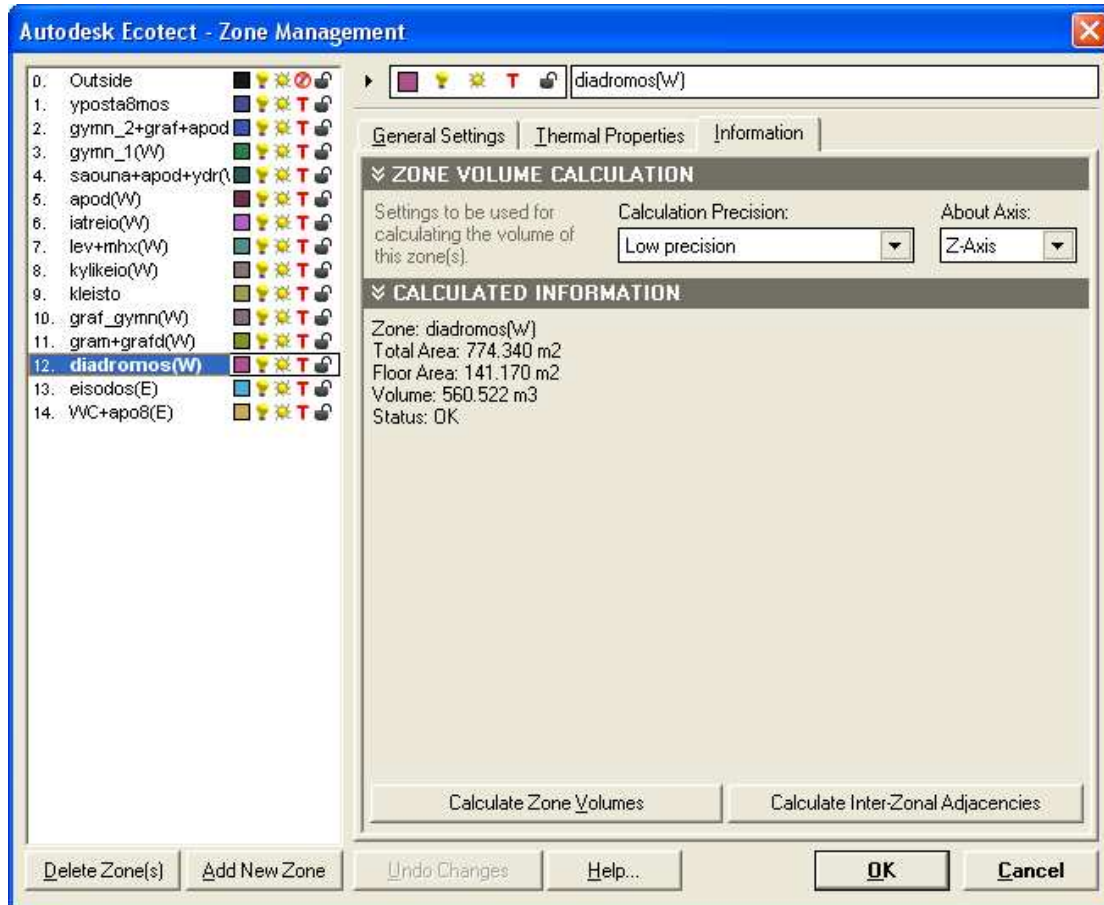 Autodesk Ecotect - Zone Management
0. Outside
1. yposta8mos T
2. gymn_2+graf+apod T
3. gymn_1(W) T
4. saouna+apod+ydr(\ T
5. apod(W) T
6. iatreio(W) T
7. lev+mhx(W) T
8. kylikeio(W) T
9. kleisto T
10. graf_gymn(W) T
11. gram+grafd(W) T
12. diadromos(W) T
13. eisodos(E) T
14. WC+apo8(E) T
Delete Zone(s) Add New Zone
T diadromos(W)
General Settings Thermal Properties Information
ZONE VOLUME CALCULATION
Settings to be used for
calculating the volume of
this zone(s).
Calculation Precision: About Axis:
Low precision Z-Axis
CALCULATED INFORMATION
Zone: diadromos(W)
Total Area: 774.340 m2
Floor Area: 141.170 m2
Volume: 560.522 m3
Status: OK
Calculate Zone Volumes Calculate Inter-Zonal Adjacencies
Undo Changes Help... OK Cancel